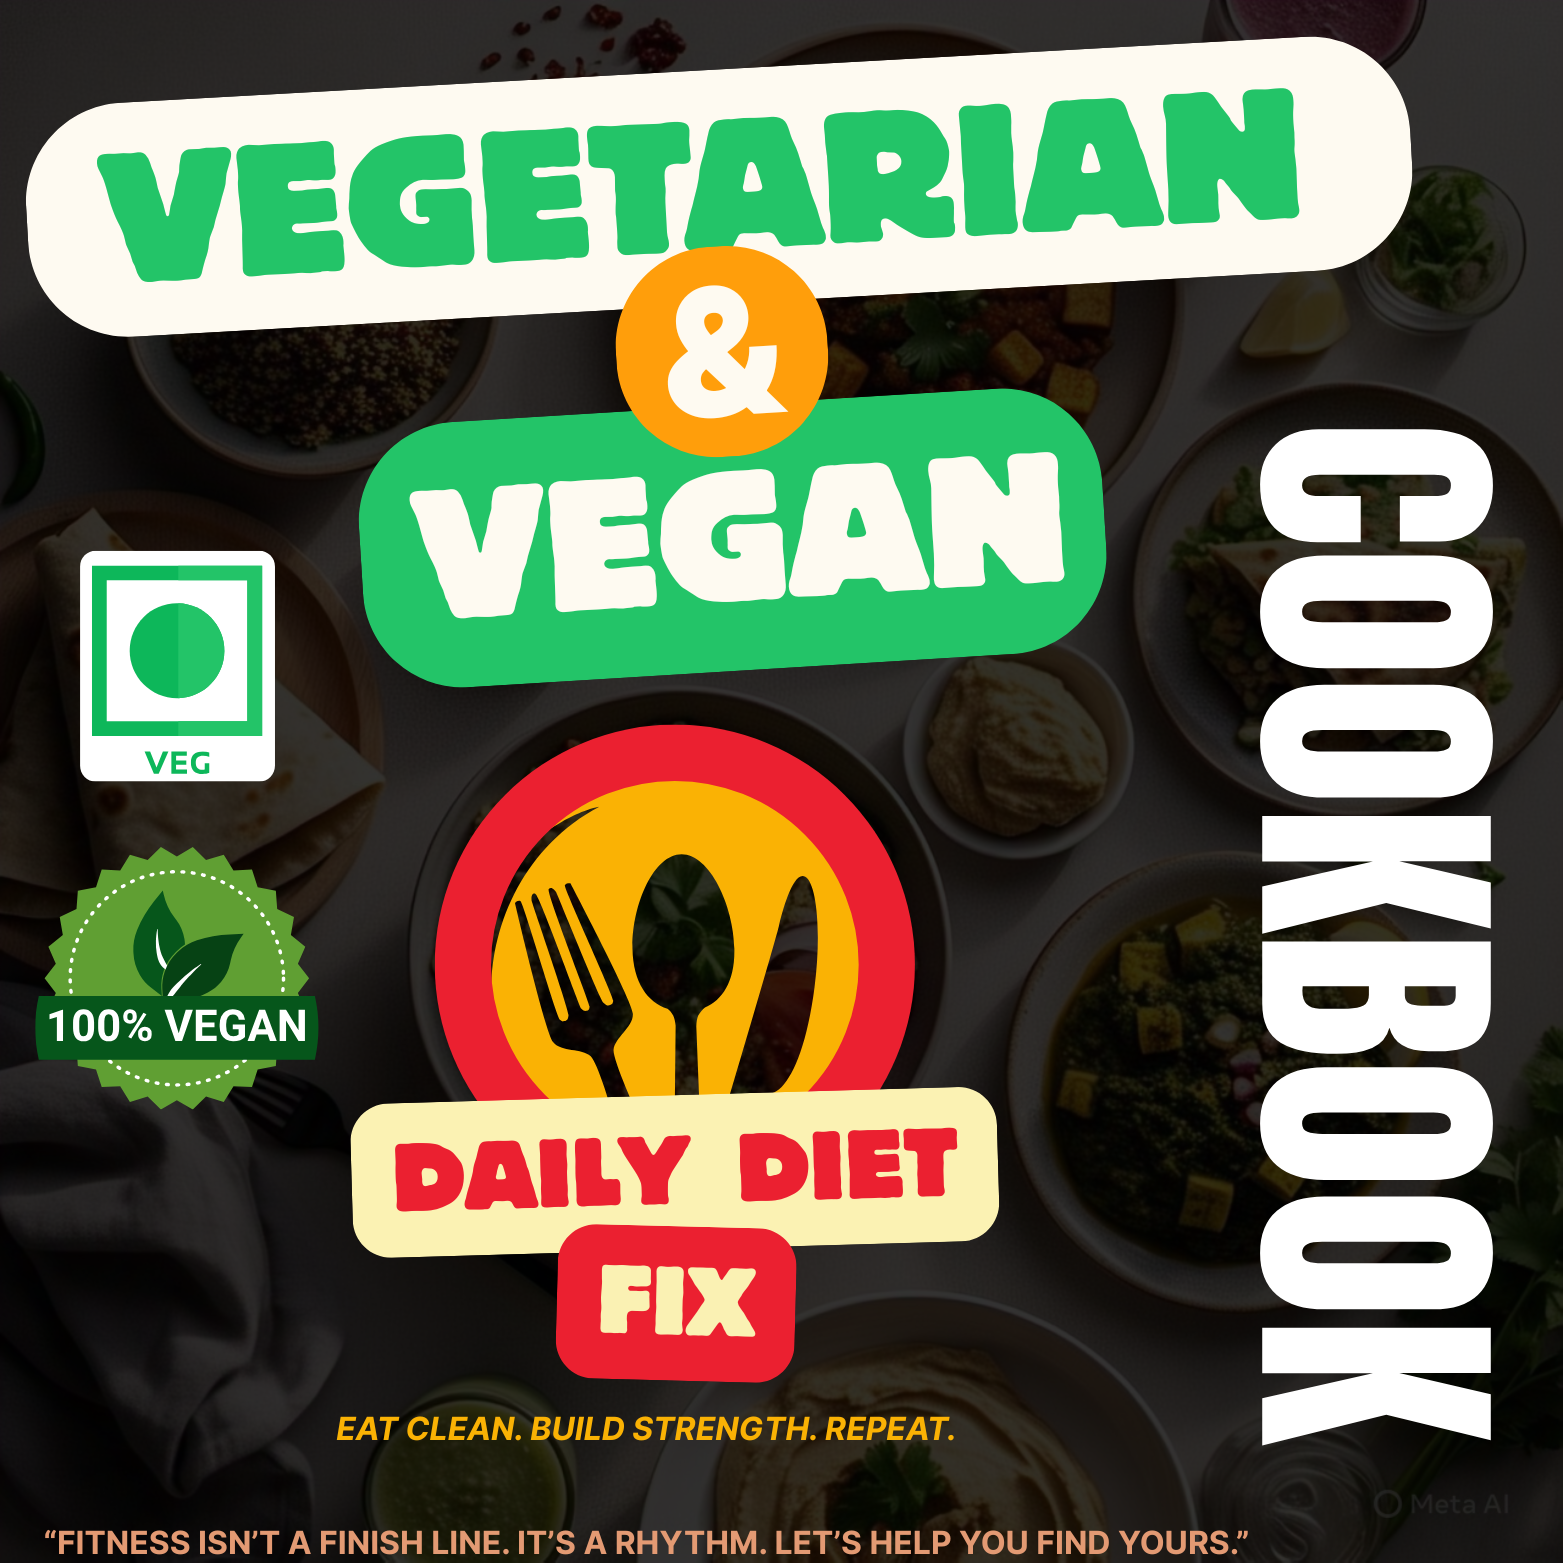 VEGETARIAN
&
VEGAN
COOKBOOK
VEG
100% VEGAN
DAILY DIET
FIX
EAT CLEAN. BUILD STRENGTH. REPEAT.
Meta AI
“FITNESS ISN’T A FINISH LINE. IT’S A RHYTHM. LET’S HELP YOU FIND YOURS.”